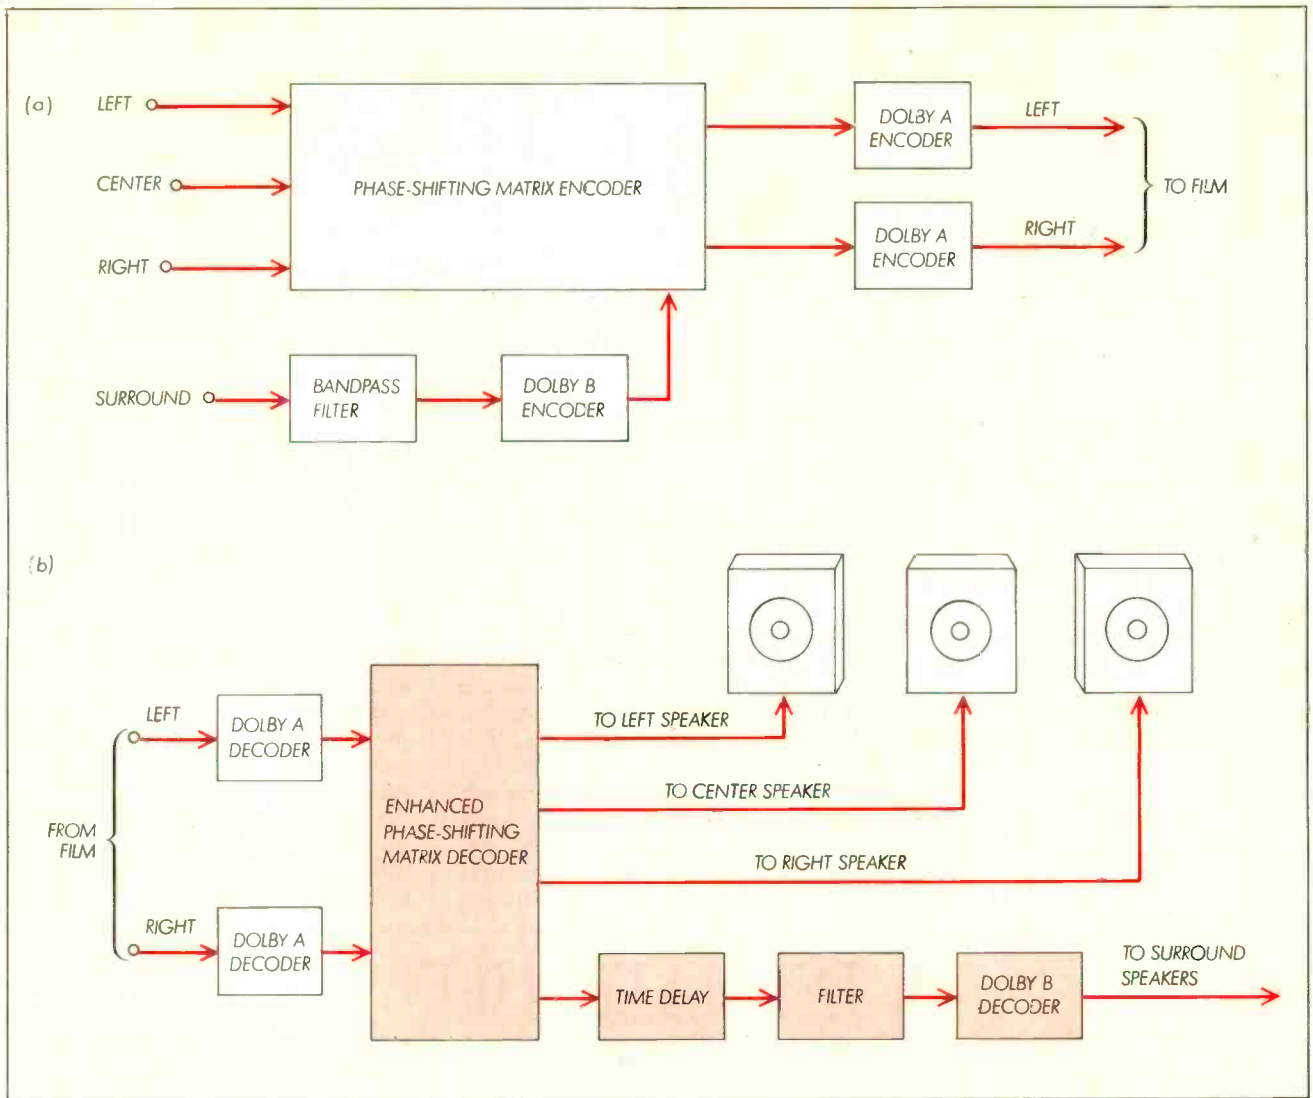 (a)
LEFT
CENTER
RIGHT
SURROUND
PHASE-SHIFTING MATRIX ENCODER
BANDPASS
FILTER
DOLBY B
ENCODER
DOLBY A
ENCODER
LEFT
DOLBY A
ENCODER
RIGHT
TO FILM
(b)
FROM
FILM
LEFT
DOLBY A
DECODER
RIGHT
DOLBY A
DECODER
ENHANCED
PHASE-SHIFTING
MATRIX DECODER
TO LEFT SPEAKER
TO CENTER SPEAKER
TO RIGHT SPEAKER
TIME DELAY
FILTER
DOLBY B
DECODER
TO SURROUND
SPEAKERS